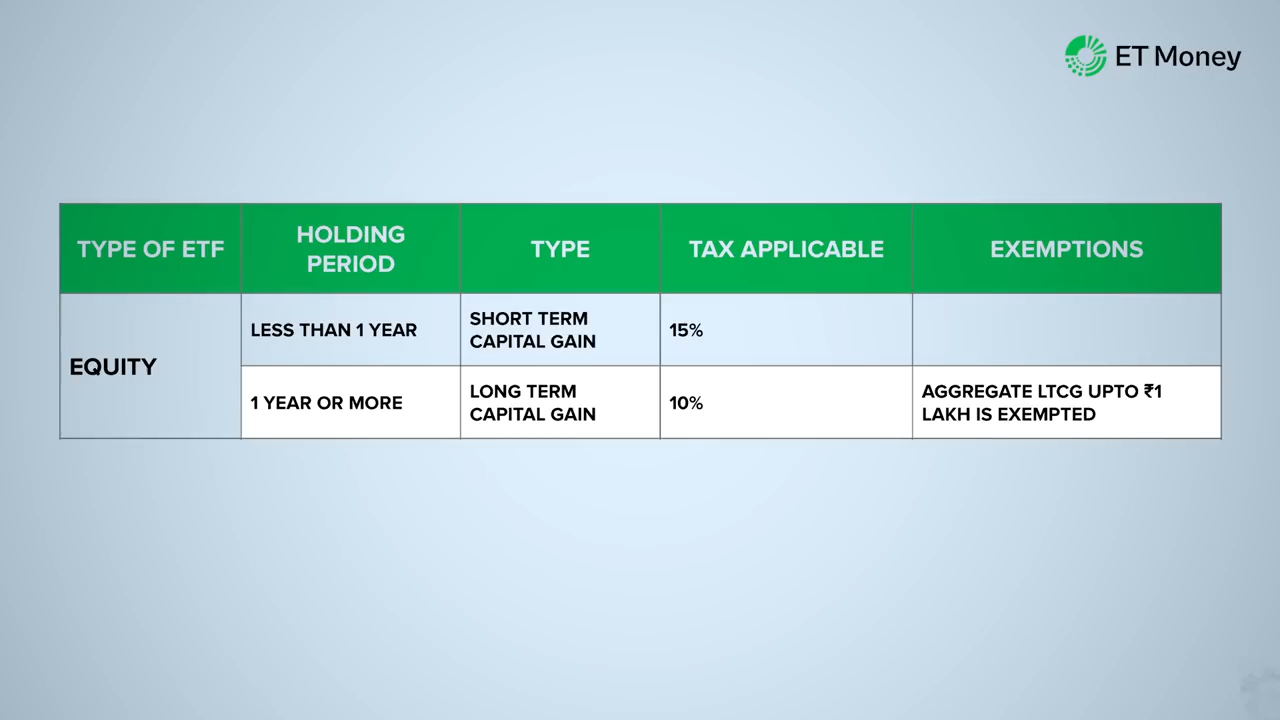 ET Money
TYPE OF ETF
HOLDING
PERIOD
TYPE
TAX APPLICABLE
EXEMPTIONS
EQUITY
LESS THAN 1 YEAR
SHORT TERM
CAPITAL GAIN
15%
1 YEAR OR MORE
LONG TERM
CAPITAL GAIN
10%
AGGREGATE LTCG UPTO ₹1
LAKH IS EXEMPTED